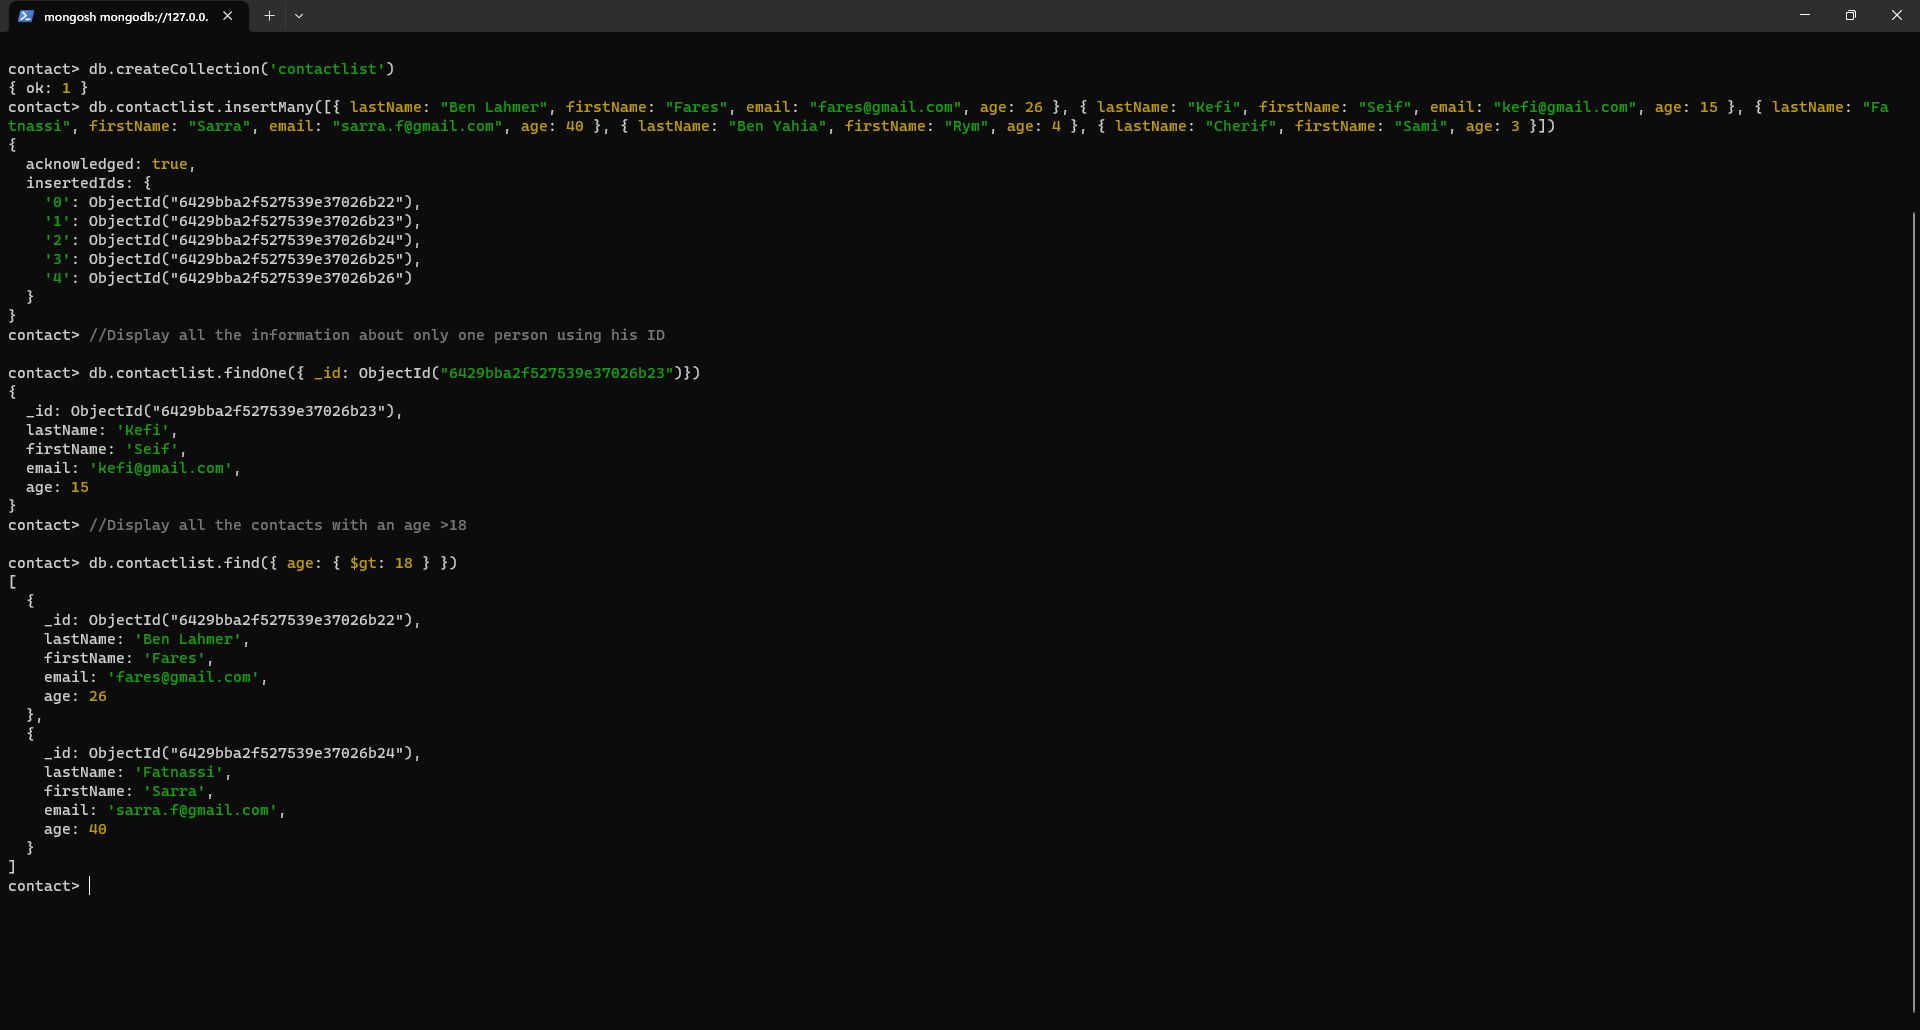 mongosh mongodb://127.0.0.
contact> db.createCollection('contactlist')
{ ok: 1 }
contact> db.contactlist.insertMany([{ lastName: "Ben Lahmer", firstName: "Fares", email: "fares@gmail.com", age: 26 }, { lastName: "Kefi", firstName: "Seif", email: "kefi@gmail.com", age: 15 }, { lastName: "Fa
tnassi", firstName: "Sarra", email: "sarra.f@gmail.com", age: 40 }, { lastName: "Ben Yahia", firstName: "Rym", age: 4 }, { lastName: "Cherif", firstName: "Sami", age: 3 }])
{
  acknowledged: true,
  insertedIds: {
    '0': ObjectId("6429bba2f527539e37026b22"),
    '1': ObjectId("6429bba2f527539e37026b23"),
    '2': ObjectId("6429bba2f527539e37026b24"),
    '3': ObjectId("6429bba2f527539e37026b25"),
    '4': ObjectId("6429bba2f527539e37026b26")
  }
}
contact> //Display all the information about only one person using his ID
contact> db.contactlist.findOne({ _id: ObjectId("6429bba2f527539e37026b23")})
{
  _id: ObjectId("6429bba2f527539e37026b23"),
  lastName: 'Kefi',
  firstName: 'Seif',
  email: 'kefi@gmail.com',
  age: 15
}
contact> //Display all the contacts with an age >18
contact> db.contactlist.find({ age: { $gt: 18 } })
[
  {
    _id: ObjectId("6429bba2f527539e37026b22"),
    lastName: 'Ben Lahmer',
    firstName: 'Fares',
    email: 'fares@gmail.com',
    age: 26
  },
  {
    _id: ObjectId("6429bba2f527539e37026b24"),
    lastName: 'Fatnassi',
    firstName: 'Sarra',
    email: 'sarra.f@gmail.com',
    age: 40
  }
]
contact>